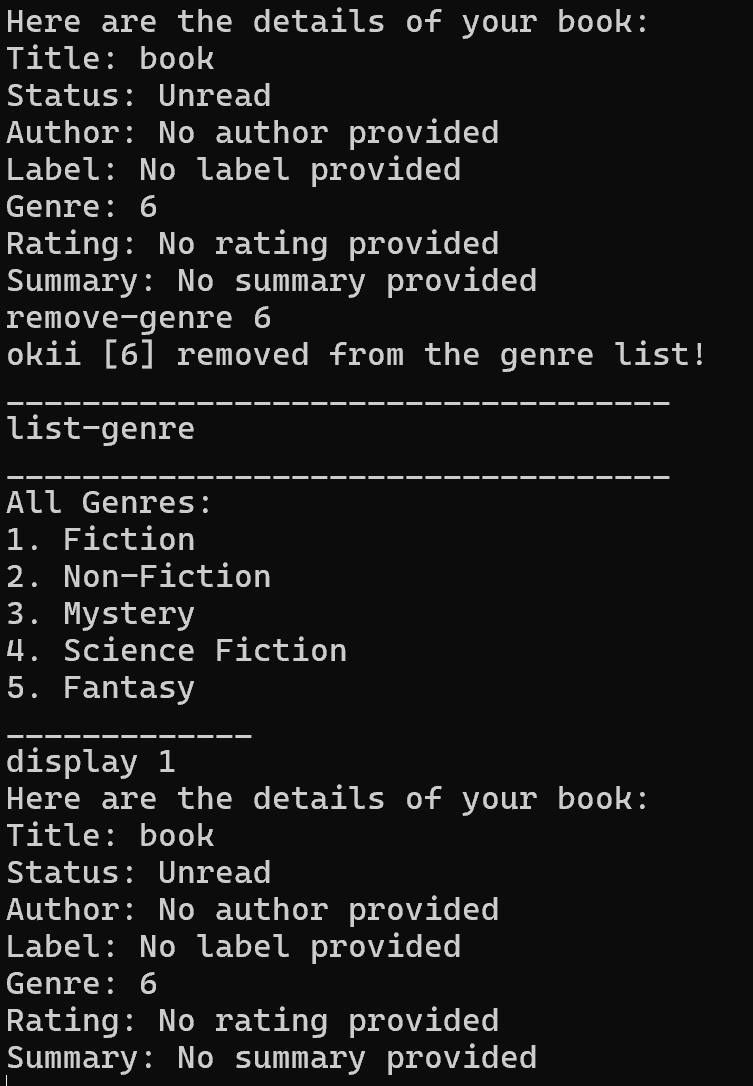 Here are the details of your book:
Title: book
Status: Unread
Author: No author provided
Label: No label provided
Genre: 6
Rating: No rating provided
Summary: No summary provided
remove-genre 6
okii [6] removed from the genre list!
___________________________________
list-genre
___________________________________
All Genres:
1. Fiction
2. Non-Fiction
3. Mystery
4. Science Fiction
5. Fantasy
_____________
display 1
Here are the details of your book:
Title: book
Status: Unread
Author: No author provided
Label: No label provided
Genre: 6
Rating: No rating provided
Summary: No summary provided